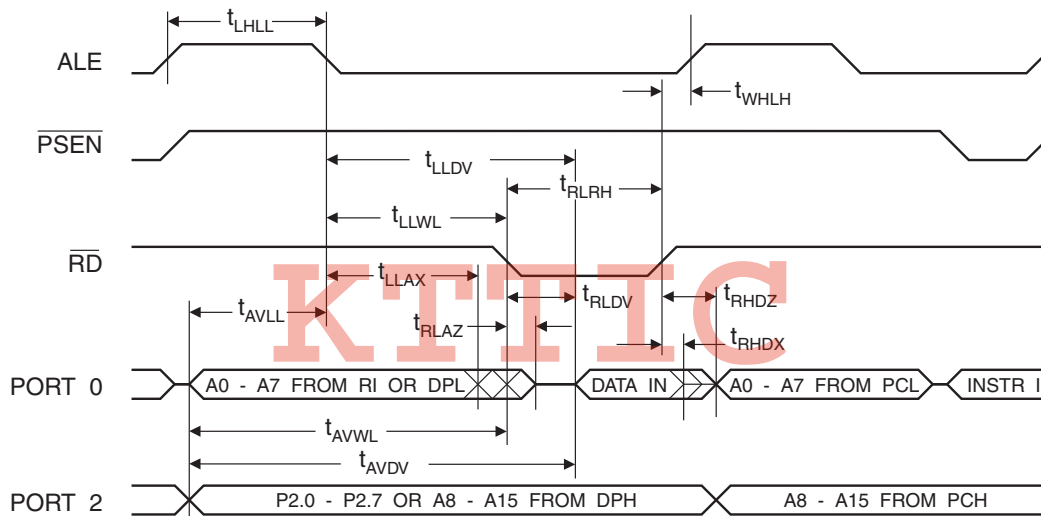 tLHLL
ALE
tWHLH
PSEN
tLLDV
tRLRH
tLLWL
RD
tLLAX
tRLDV
tRHDZ
tAVLL
tRLAZ
tRHDX
KTTIC
PORT 0
A0 - A7 FROM RI OR DPL
DATA IN
A0 - A7 FROM PCL
INSTR I
tAVWL
tAVDV
PORT 2
P2.0 - P2.7 OR A8 - A15 FROM DPH
A8 - A15 FROM PCH